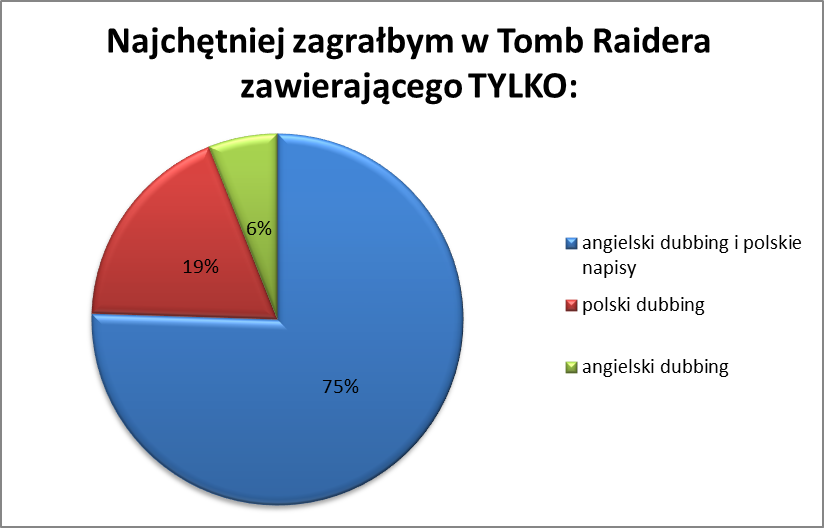 Najchętniej zagrałbym w Tomb Raidera
zawierającego TYLKO:
6%
19%
75%
angielski dubbing i polskie
napisy
polski dubbing
angielski dubbing